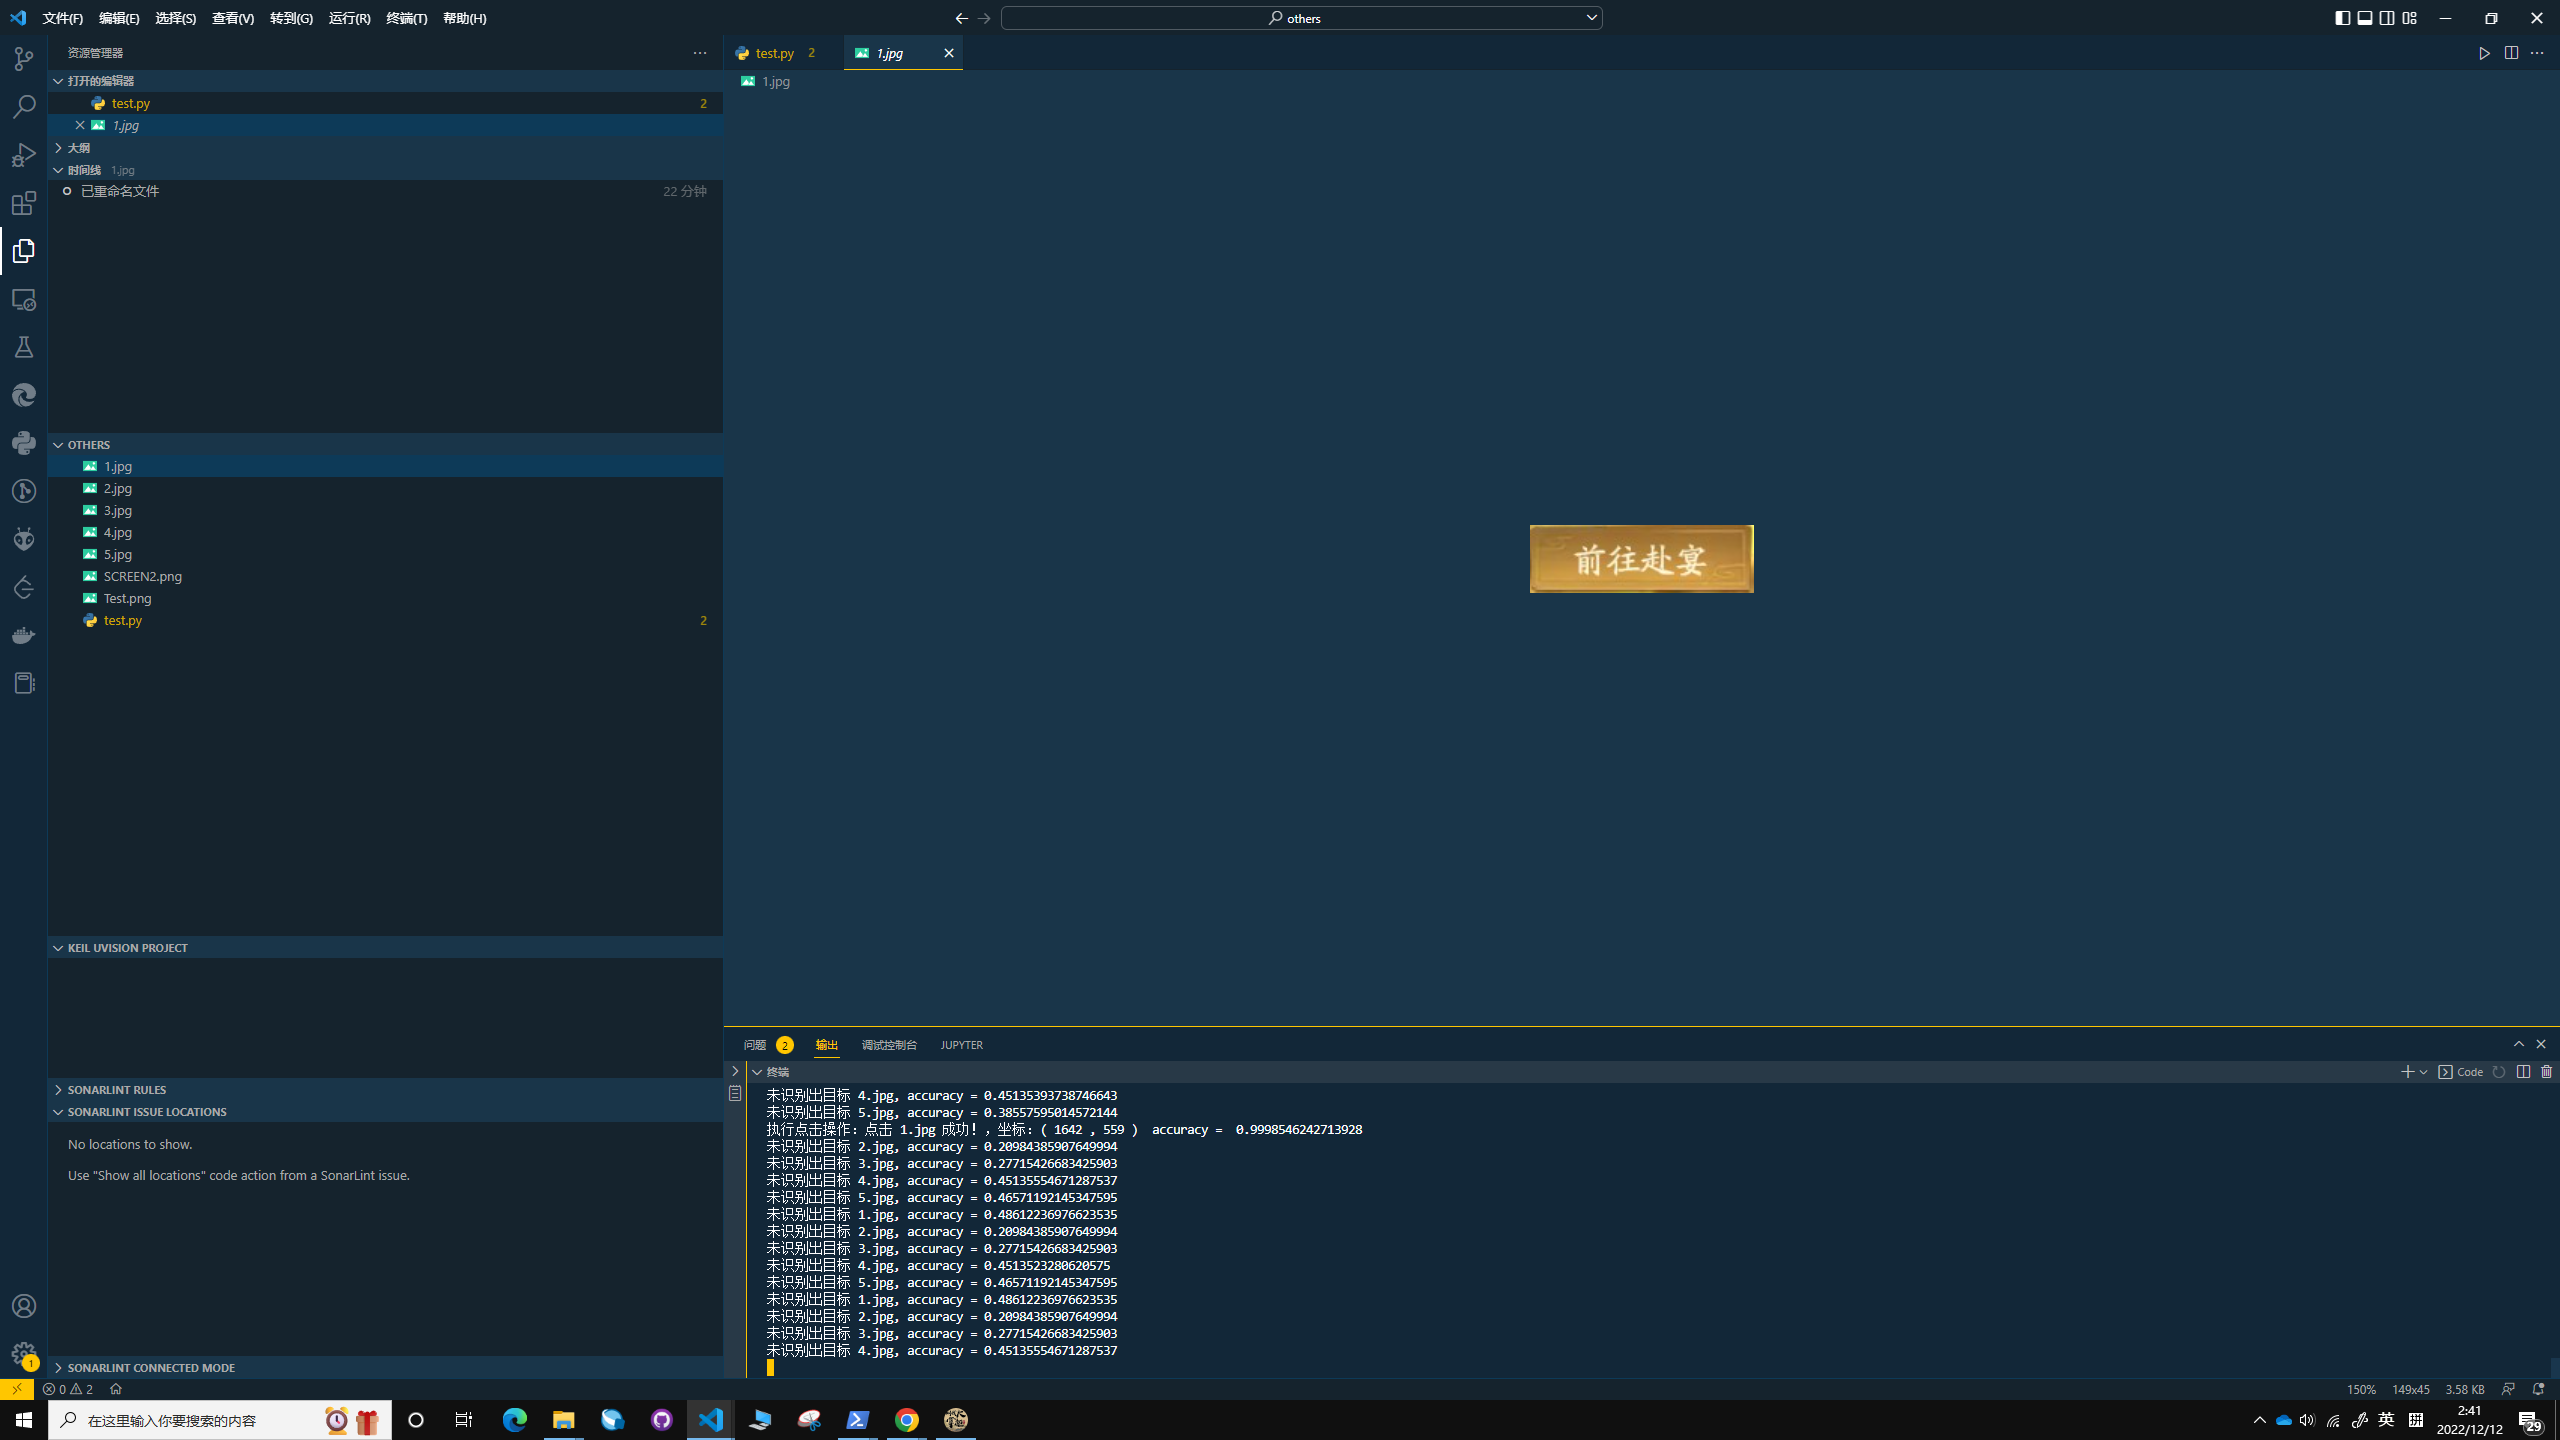 文件(F) 编辑(E) 选择(S) 查看(V) 转到(G) 运行(R) 终端(T) 帮助(H)
others
资源管理器
打开的编辑器
test.py 2
1.jpg
大纲
时间线 1.jpg
已重命名文件 22 分钟
OTHERS
1.jpg
2.jpg
3.jpg
4.jpg
5.jpg
SCREEN2.png
Test.png
test.py 2
KEIL UVISION PROJECT
SONARLINT RULES
SONARLINT ISSUE LOCATIONS
No locations to show.
Use "Show all locations" code action from a SonarLint issue.
SONARLINT CONNECTED MODE
test.py 2 1.jpg
1.jpg
前往赴宴
问题 2 输出 调试控制台 JUPYTER
终端 Code
未识别出目标 4.jpg, accuracy = 0.45135393738746643
未识别出目标 5.jpg, accuracy = 0.38557595014572144
执行点击操作：点击 1.jpg 成功！，坐标：( 1642 , 559 ) accuracy = 0.9998546242713928
未识别出目标 2.jpg, accuracy = 0.20984385907649994
未识别出目标 3.jpg, accuracy = 0.27715426683425903
未识别出目标 4.jpg, accuracy = 0.45135554671287537
未识别出目标 5.jpg, accuracy = 0.46571192145347595
未识别出目标 1.jpg, accuracy = 0.48612236976623535
未识别出目标 2.jpg, accuracy = 0.20984385907649994
未识别出目标 3.jpg, accuracy = 0.27715426683425903
未识别出目标 4.jpg, accuracy = 0.4513523280620575
未识别出目标 5.jpg, accuracy = 0.46571192145347595
未识别出目标 1.jpg, accuracy = 0.48612236976623535
未识别出目标 2.jpg, accuracy = 0.20984385907649994
未识别出目标 3.jpg, accuracy = 0.27715426683425903
未识别出目标 4.jpg, accuracy = 0.45135554671287537
1
0 2 150% 149x45 3.58 KB
在这里输入你要搜索的内容
英 拼 2:41
2022/12/12 29